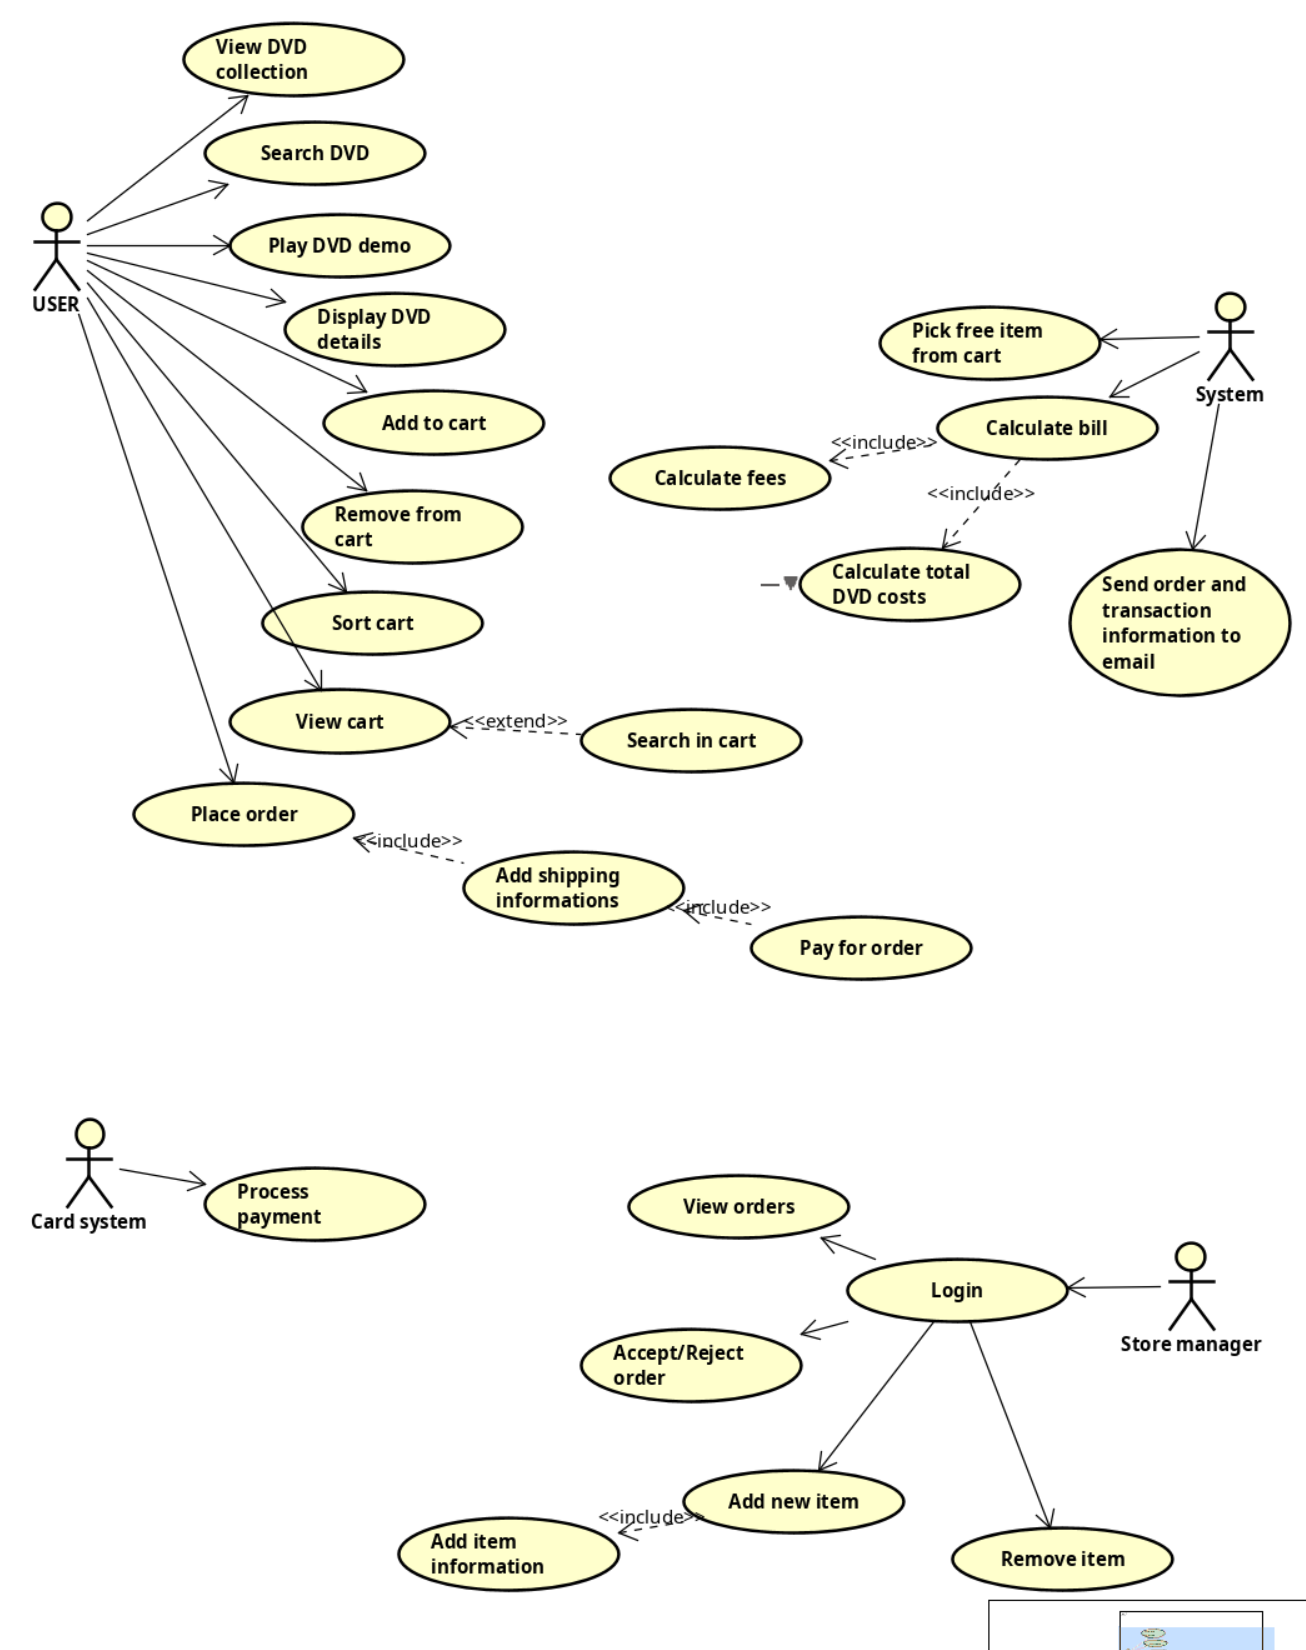 View DVD
collection
Search DVD
Play DVD demo
USER
Display DVD
details
Pick free item
from cart
System
Add to cart
Calculate bill
<<include>>
Calculate fees
<<include>>
Remove from
cart
Calculate total
DVD costs
Send order and
transaction
information to
email
Sort cart
View cart
<<extend>>
Search in cart
Place order
<<include>>
Add shipping
informations
<<include>>
Pay for order
Card system
Process
payment
View orders
Login
Store manager
Accept/Reject
order
Add new item
<<include>>
Add item
information
Remove item